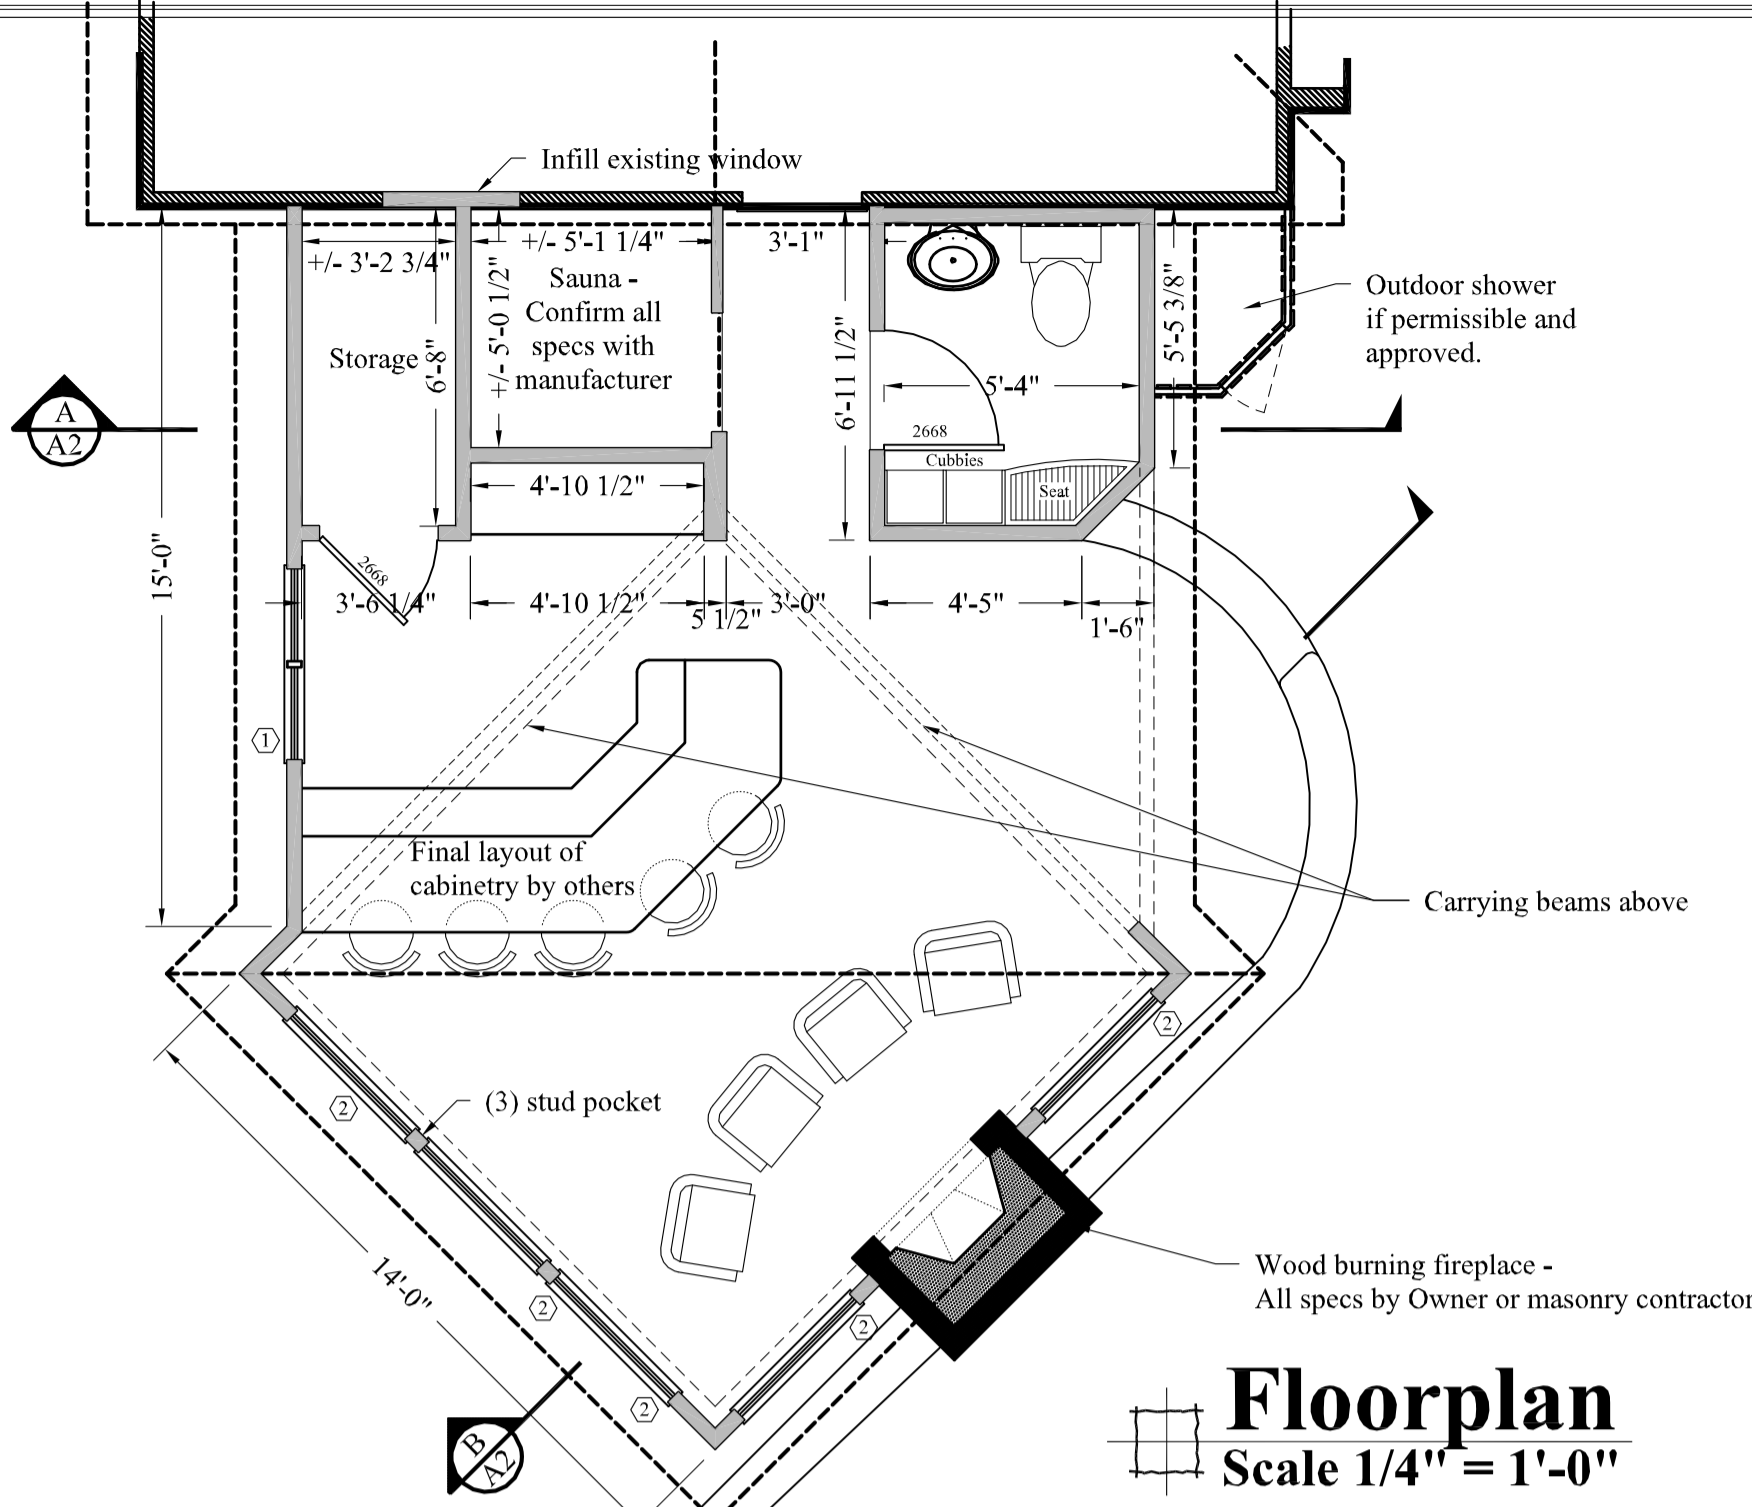 Infill existing window
+/- 5'-1 1/4"
3'-1"
+/- 3'-2 3/4"
Sauna -
Confirm all
specs with
manufacturer
+/- 5'-0 1/2"
Storage
6'-8"
6'-11 1/2"
5'-5 3/8"
Outdoor shower
if permissible and
approved.
5'-4"
A
A2
2668
Cubbies
Seat
4'-10 1/2"
15'-0"
2668
3'-6 1/4"
4'-10 1/2"
5 1/2"
3'-0"
4'-5"
1'-6"
1
Final layout of
cabinetry by others
Carrying beams above
2
2
(3) stud pocket
14'-0"
2
2
2
Wood burning fireplace -
All specs by Owner or masonry contractor
B
A2
Floorplan
Scale 1/4" = 1'-0"